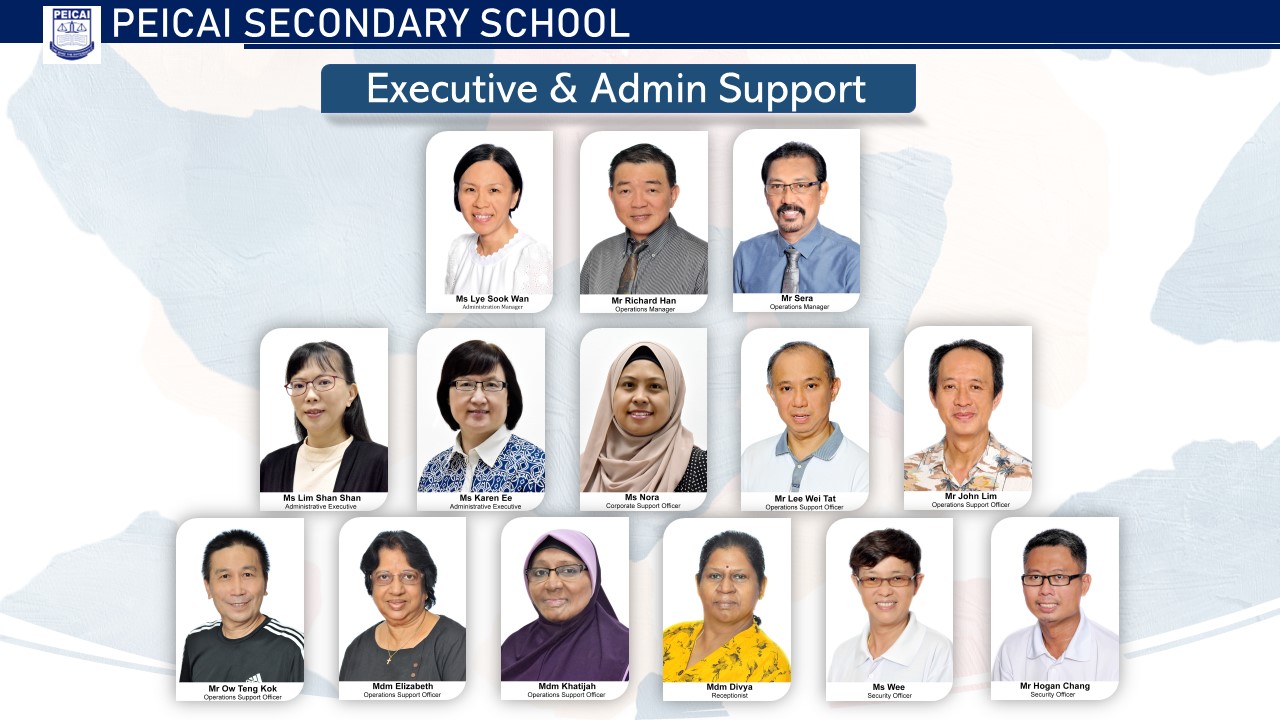 PEICAI
PEICAI SECONDARY SCHOOL
Executive & Admin Support
Ms Lye Sook Wan
Administration Manager
Mr Richard Han
Operations Manager
Mr Sera
Operations Manager
Ms Lim Shan Shan
Administrative Executive
Ms Karen Ee
Administrative Executive
Ms Nora
Corporate Support Officer
Mr Lee Wei Tat
Operations Support Officer
Mr John Lim
Operations Support Officer
Mr Ow Teng Kok
Operations Support Officer
Mdm Elizabeth
Operations Support Officer
Mdm Khatijah
Operations Support Officer
Mdm Divya
Receptionist
Ms Wee
Security Officer
Mr Hogan Chang
Security Officer